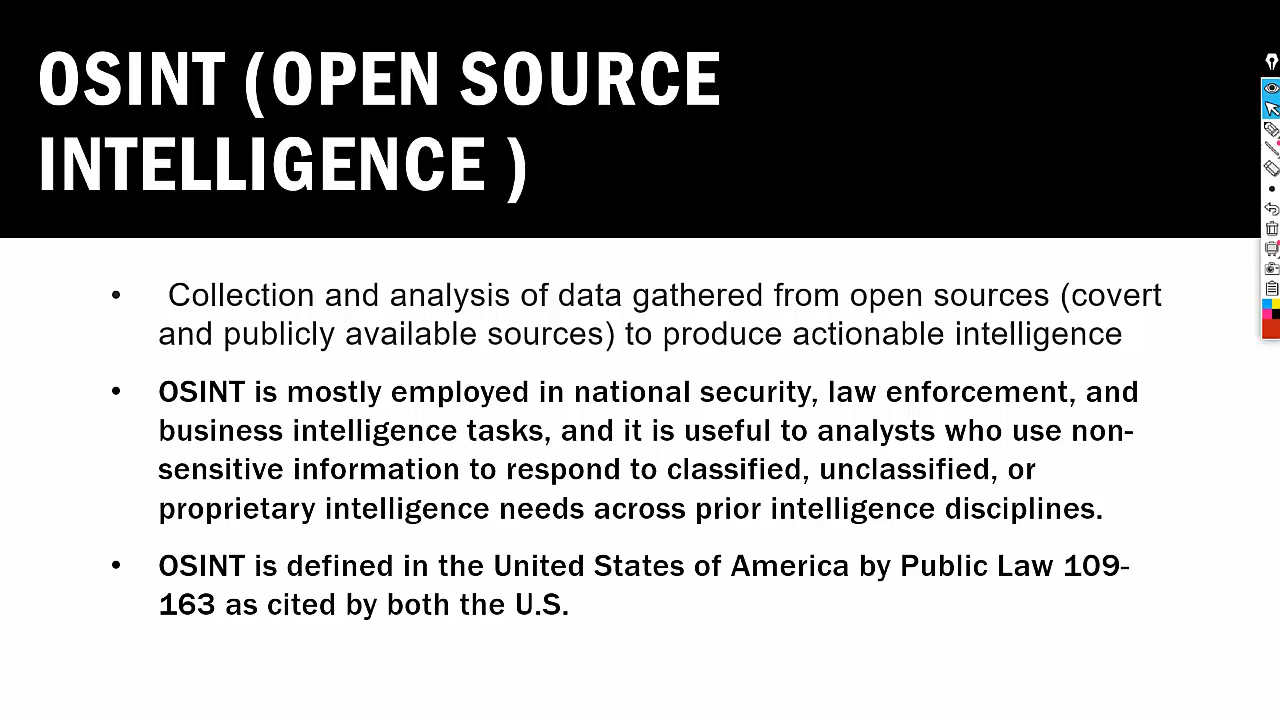 OSINT (OPEN SOURCE
INTELLIGENCE )
• Collection and analysis of data gathered from open sources (covert
and publicly available sources) to produce actionable intelligence
• OSINT is mostly employed in national security, law enforcement, and
business intelligence tasks, and it is useful to analysts who use non-
sensitive information to respond to classified, unclassified, or
proprietary intelligence needs across prior intelligence disciplines.
• OSINT is defined in the United States of America by Public Law 109-
163 as cited by both the U.S.